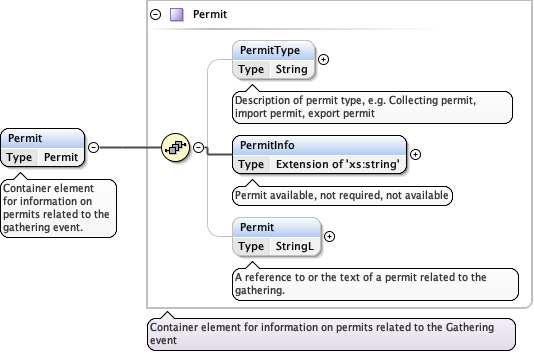 Permit
PermitType
Type String
Description of permit type, e.g. Collecting permit,
import permit, export permit
Permit
Type Permit
Container element
for information on
permits related to the
gathering event.
PermitInfo
Type Extension of 'xs:string'
Permit available, not required, not available
Permit
Type StringL
A reference to or the text of a permit related to the
gathering.
Container element for information on permits related to the Gathering
event